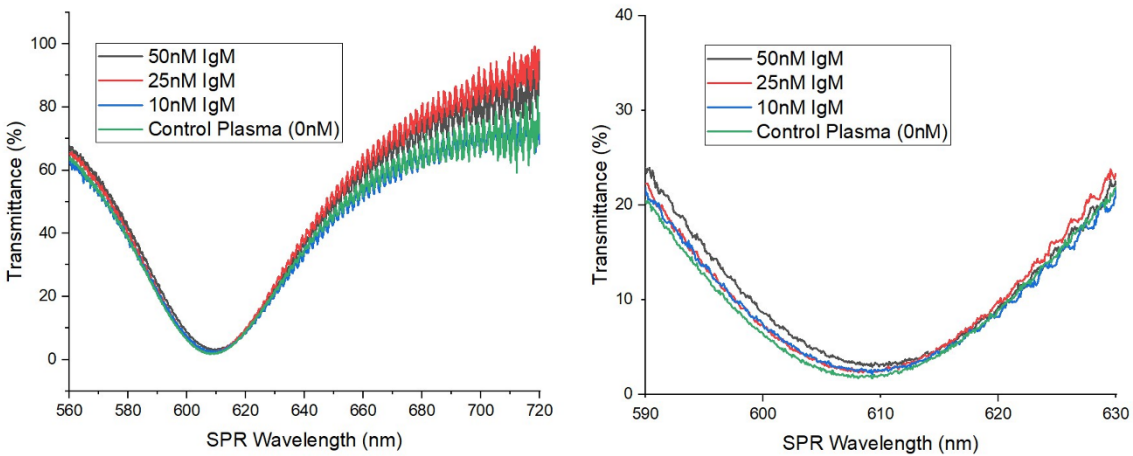 100
80
60
40
20
0
Transmittance (%)
50nM IgM
25nM IgM
10nM IgM
Control Plasma (0nM)
560 580 600 620 640 660 680 700 720
SPR Wavelength (nm)
40
30
20
10
0
Transmittance (%)
50nM IgM
25nM IgM
10nM IgM
Control Plasma (0nM)
590 600 610 620 630
SPR Wavelength (nm)